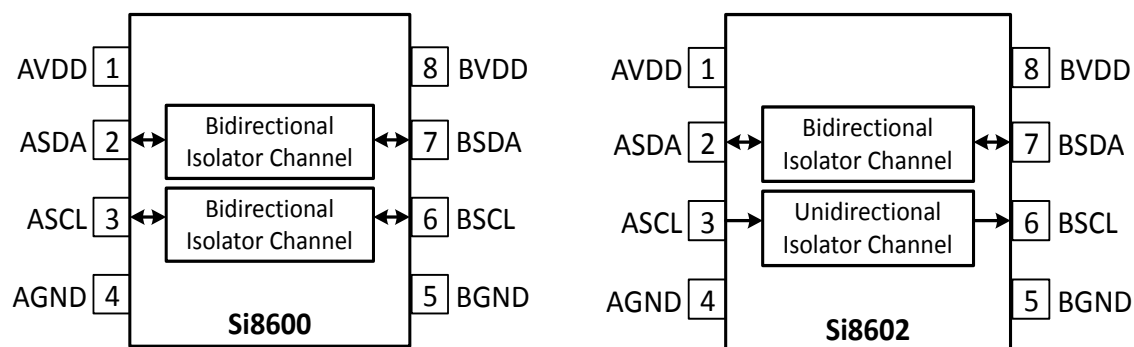 AVDD 1
8 BVDD
ASDA 2
Bidirectional
Isolator Channel
7 BSDA
ASCL 3
Bidirectional
Isolator Channel
6 BSCL
AGND 4
5 BGND
Si8600
AVDD 1
8 BVDD
ASDA 2
Bidirectional
Isolator Channel
7 BSDA
ASCL 3
Unidirectional
Isolator Channel
6 BSCL
AGND 4
5 BGND
Si8602